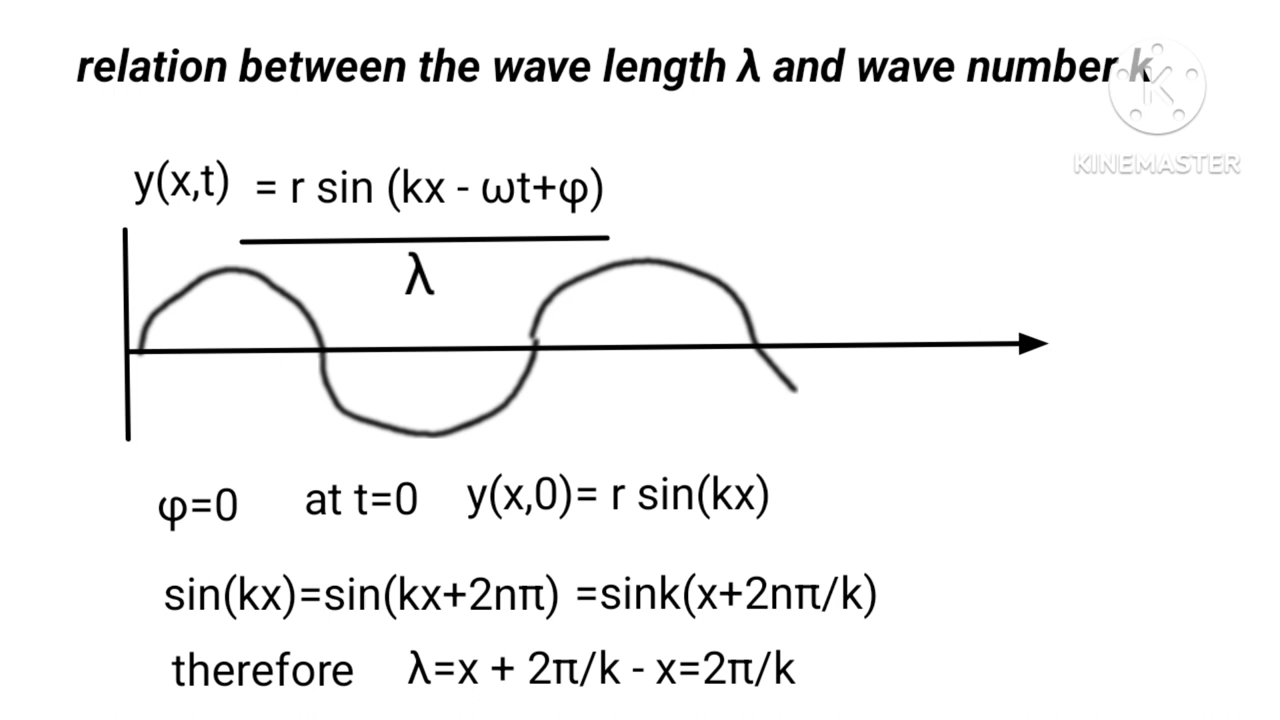 relation between the wave length λ and wave number k
KINEMASTER
y(x,t) = r sin (kx - ωt+φ)
λ
φ=0 at t=0 y(x,0)= r sin(kx)
sin(kx)=sin(kx+2nπ) =sink(x+2nπ/k)
therefore λ=x + 2π/k - x=2π/k